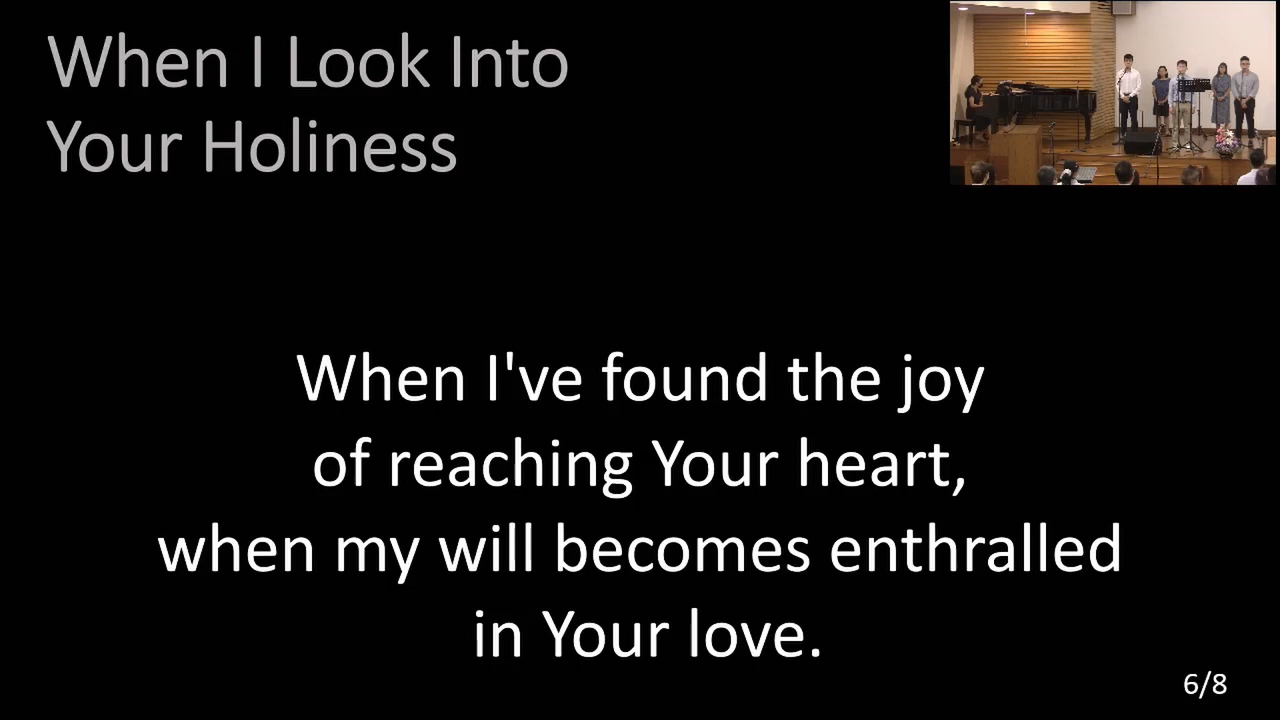 When I Look Into
Your Holiness
When I've found the joy
of reaching Your heart,
when my will becomes enthralled
in Your love.
6/8